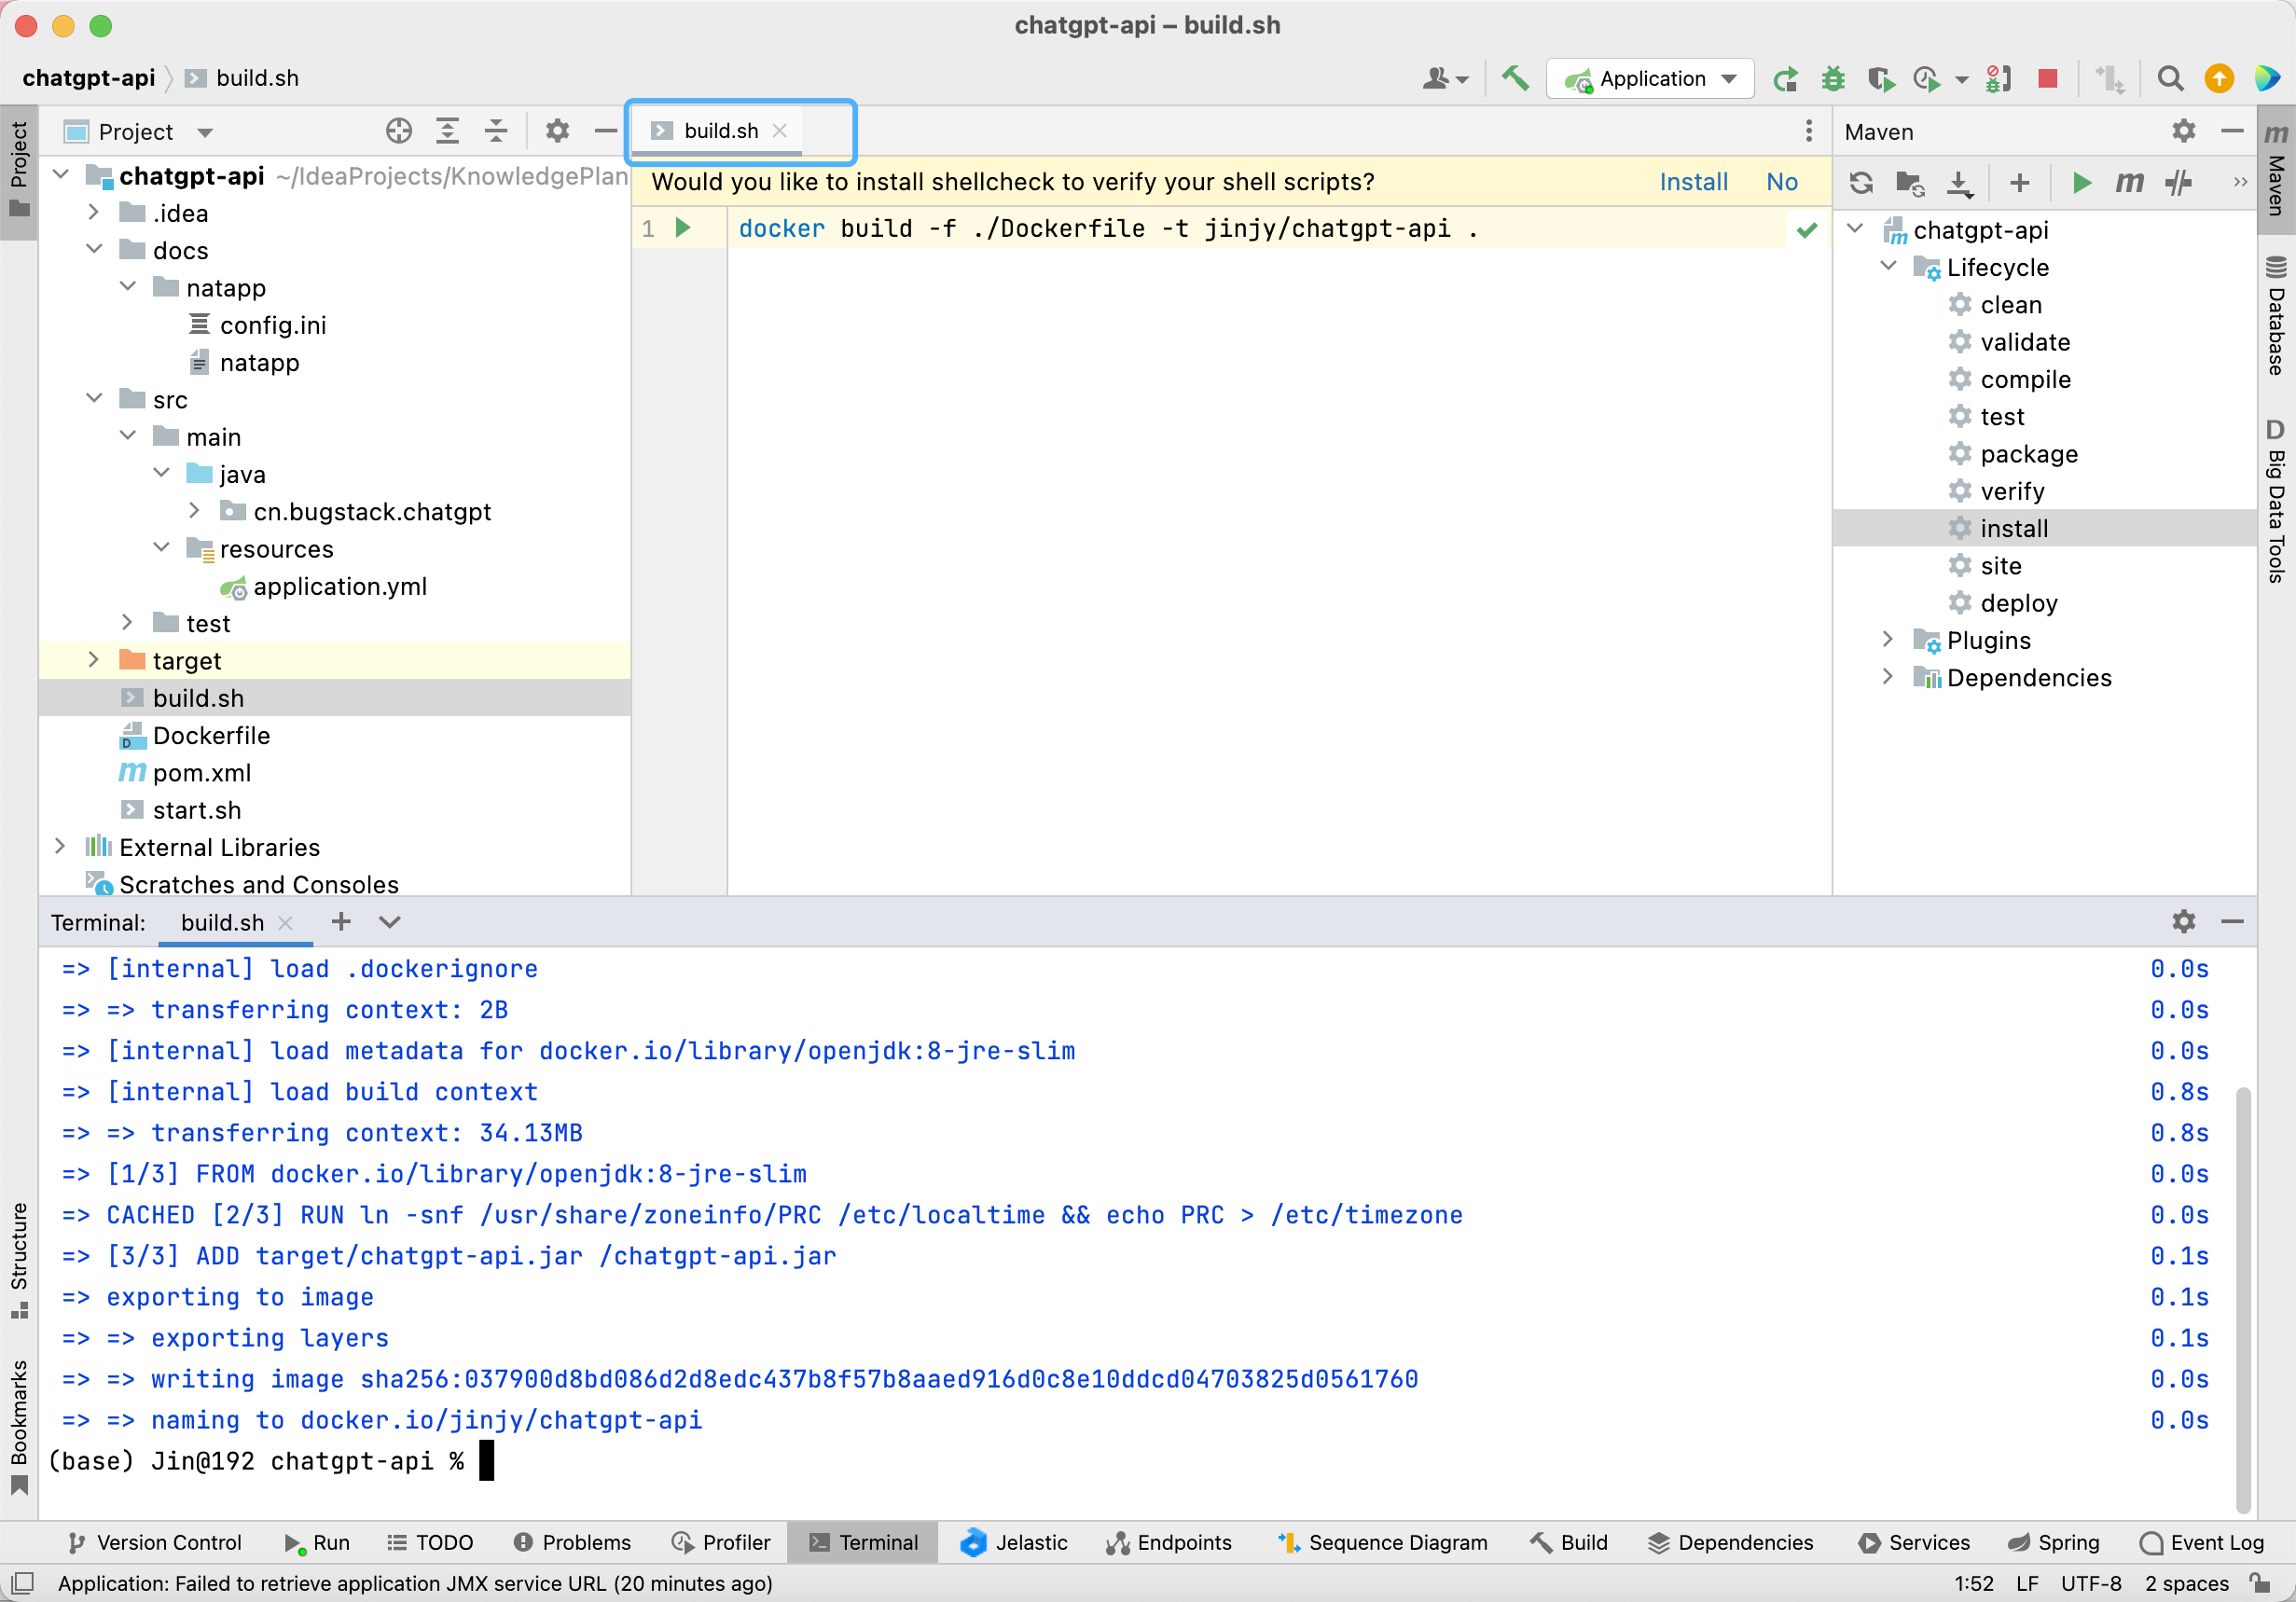 chatgpt-api – build.sh
chatgpt-api
build.sh
Application
Project
Project
build.sh
Maven
Maven
Database
D Big Data Tools
Structure
Bookmarks
chatgpt-api ~/IdeaProjects/KnowledgePlan
.idea
docs
natapp
config.ini
natapp
src
main
java
cn.bugstack.chatgpt
resources
application.yml
test
target
build.sh
Dockerfile
pom.xml
start.sh
External Libraries
Scratches and Consoles
Would you like to install shellcheck to verify your shell scripts? Install No
1 docker build -f ./Dockerfile -t jinjy/chatgpt-api .
chatgpt-api
Lifecycle
clean
validate
compile
test
package
verify
install
site
deploy
Plugins
Dependencies
Terminal: build.sh
=> [internal] load .dockerignore 0.0s
=> => transferring context: 2B 0.0s
=> [internal] load metadata for docker.io/library/openjdk:8-jre-slim 0.0s
=> [internal] load build context 0.8s
=> => transferring context: 34.13MB 0.8s
=> [1/3] FROM docker.io/library/openjdk:8-jre-slim 0.0s
=> CACHED [2/3] RUN ln -snf /usr/share/zoneinfo/PRC /etc/localtime && echo PRC > /etc/timezone 0.0s
=> [3/3] ADD target/chatgpt-api.jar /chatgpt-api.jar 0.1s
=> exporting to image 0.1s
=> => exporting layers 0.1s
=> => writing image sha256:037900d8bd086d2d8edc437b8f57b8aaed916d0c8e10ddcd04703825d0561760 0.0s
=> => naming to docker.io/jinjy/chatgpt-api 0.0s
(base) Jin@192 chatgpt-api %
Version Control Run TODO Problems Profiler Terminal Jelastic Endpoints Sequence Diagram Build Dependencies Services Spring Event Log
Application: Failed to retrieve application JMX service URL (20 minutes ago) 1:52 LF UTF-8 2 spaces